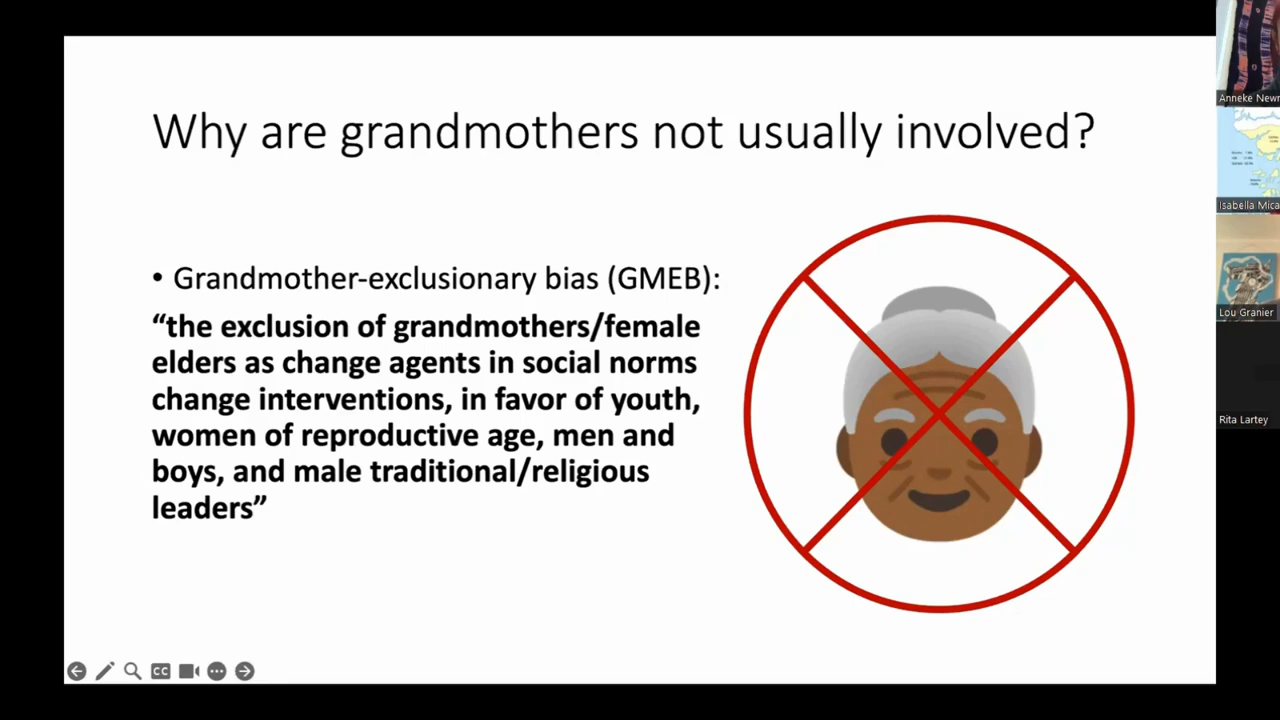 Why are grandmothers not usually involved?
• Grandmother-exclusionary bias (GMEB):
“the exclusion of grandmothers/female
elders as change agents in social norms
change interventions, in favor of youth,
women of reproductive age, men and
boys, and male traditional/religious
leaders”
CC
Anneke Newr
Isabella Mica
Lou Granier
Rita Lartey